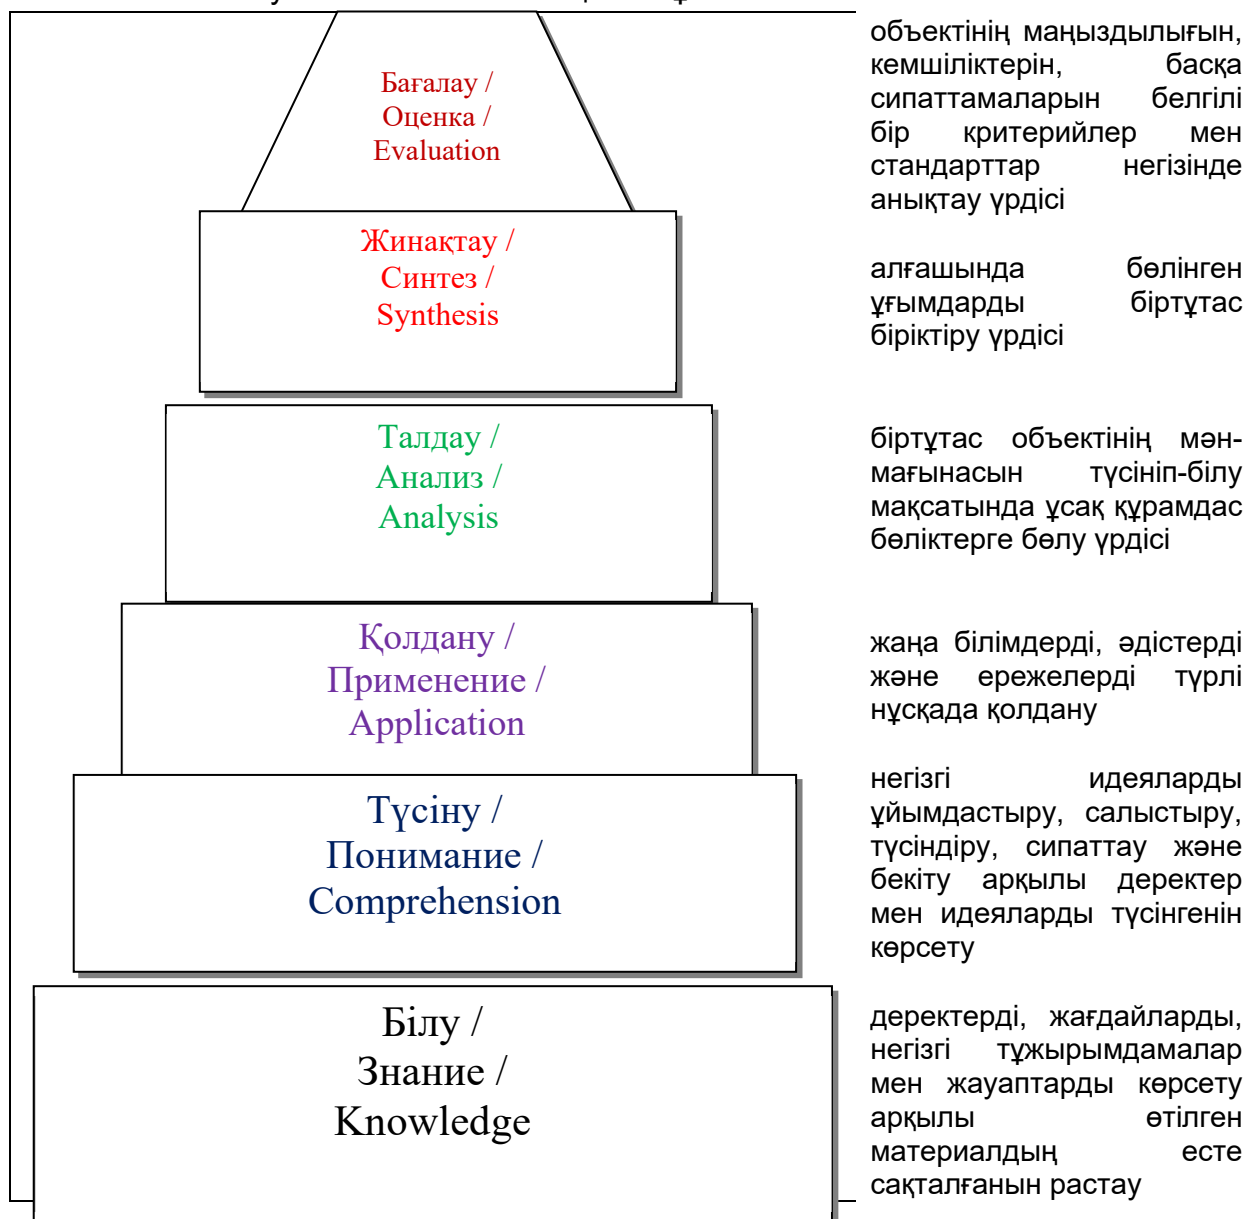 Бағалау /
Оценка /
Evaluation
объектінің маңыздылығын,
кемшіліктерін, басқа
сипаттамаларын белгілі
бір критерийлер мен
стандарттар негізінде
анықтау үрдісі
Жинақтау /
Синтез /
Synthesis
алғашында бөлінген
ұғымдарды біртұтас
біріктіру үрдісі
Талдау /
Анализ /
Analysis
біртұтас объектінің мән-
мағынасын түсініп-білу
мақсатында ұсақ құрамдас
бөліктерге бөлу үрдісі
Қолдану /
Применение /
Application
жаңа білімдерді, әдістерді
және ережелерді түрлі
нұсқада қолдану
Түсіну /
Понимание /
Comprehension
негізгі идеяларды
ұйымдастыру, салыстыру,
түсіндіру, сипаттау және
бекіту арқылы деректер
мен идеяларды түсінгенін
көрсету
Білу /
Знание /
Knowledge
деректерді, жағдайларды,
негізгі тұжырымдамалар
мен жауаптарды көрсету
арқылы өтілген
материалдың есте
сақталғанын растау